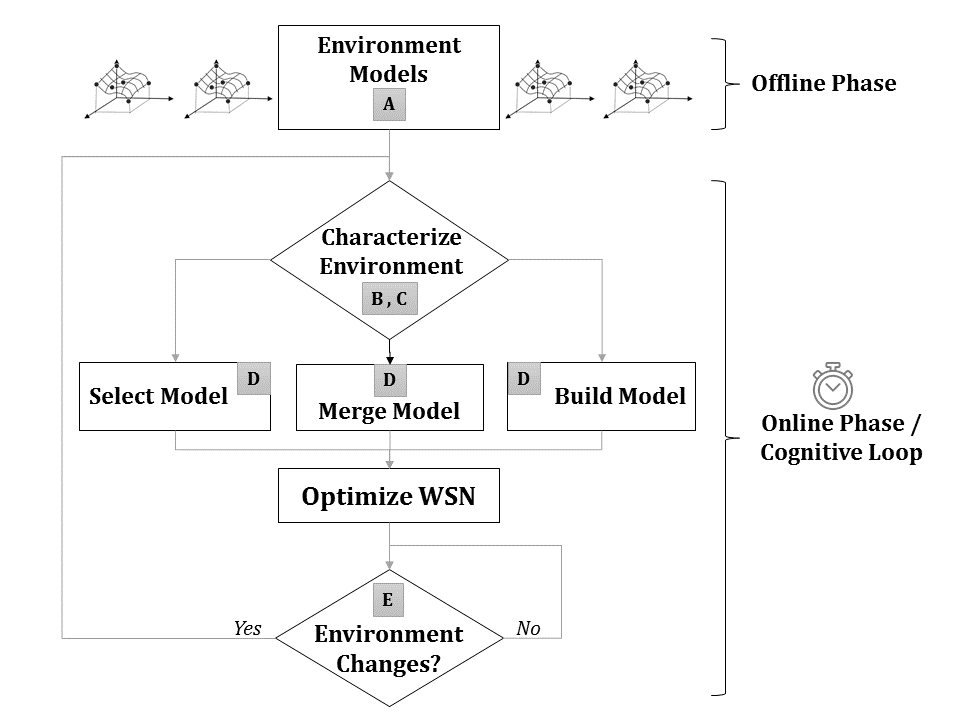 Environment
Models
A
Offline Phase
Characterize
Environment
B , C
Select Model
D
D
Merge Model
D
Build Model
Online Phase /
Cognitive Loop
Optimize WSN
E
Environment
Changes?
Yes
No